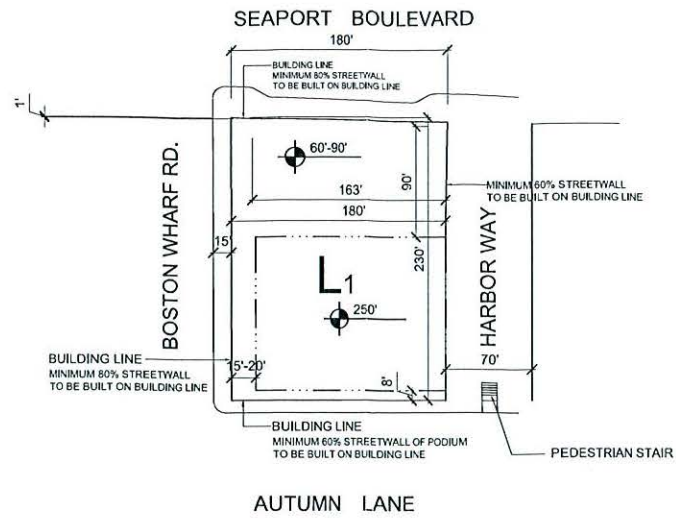 SEAPORT BOULEVARD
180'
BUILDING LINE
MINIMUM 80% STREETWALL
TO BE BUILT ON BUILDING LINE
1'
60'-90'
90'
MINIMUM 60% STREETWALL
TO BE BUILT ON BUILDING LINE
163'
180'
15'
230'
BOSTON WHARF RD.
HARBOR WAY
L1
250'
BUILDING LINE
MINIMUM 80% STREETWALL
TO BE BUILT ON BUILDING LINE
15'-20'
8'
70'
BUILDING LINE
MINIMUM 60% STREETWALL OF PODIUM
TO BE BUILT ON BUILDING LINE
PEDESTRIAN STAIR
AUTUMN LANE